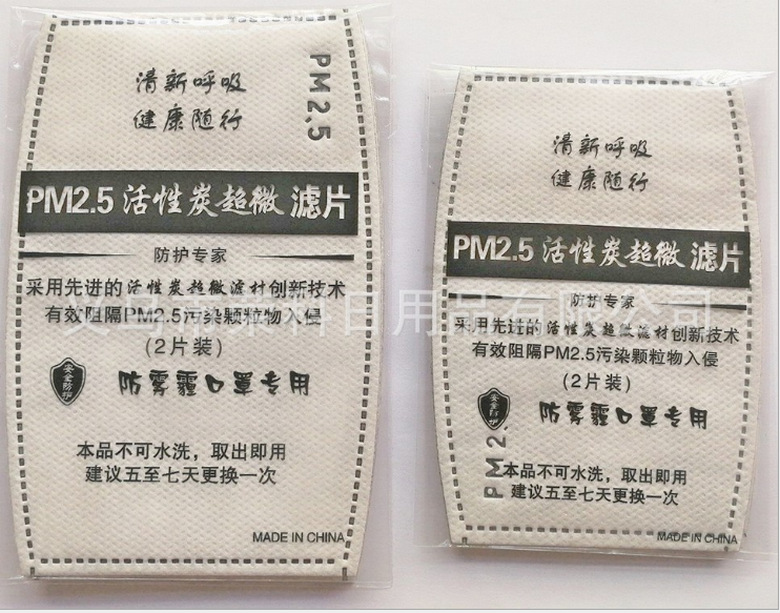 PM2.5
清新呼吸
健康随行
PM2.5 活性炭超微滤片
防护专家
采用先进的活性炭超微滤材创新技术
有效阻隔PM2.5污染颗粒物入侵
(2片装)
安全防护
防雾霾口罩专用
本品不可水洗，取出即用
建议五至七天更换一次
MADE IN CHINA
清新呼吸
健康随行
PM2.5 活性炭超微滤片
防护专家
采用先进的活性炭超微滤材创新技术
有效阻隔PM2.5污染颗粒物入侵
(2片装)
安全防护
防雾霾口罩专用
PM2.
本品不可水洗，取出即用
建议五至七天更换一次
MADE IN CHINA